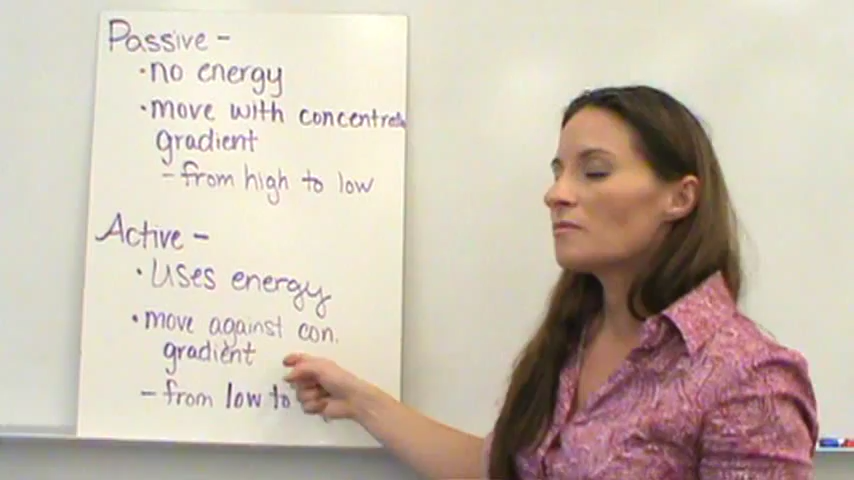 Passive -
• no energy
• move with
gradient
- from high to low
Active -
• Uses energy
• move against con.
gradient
- from low to